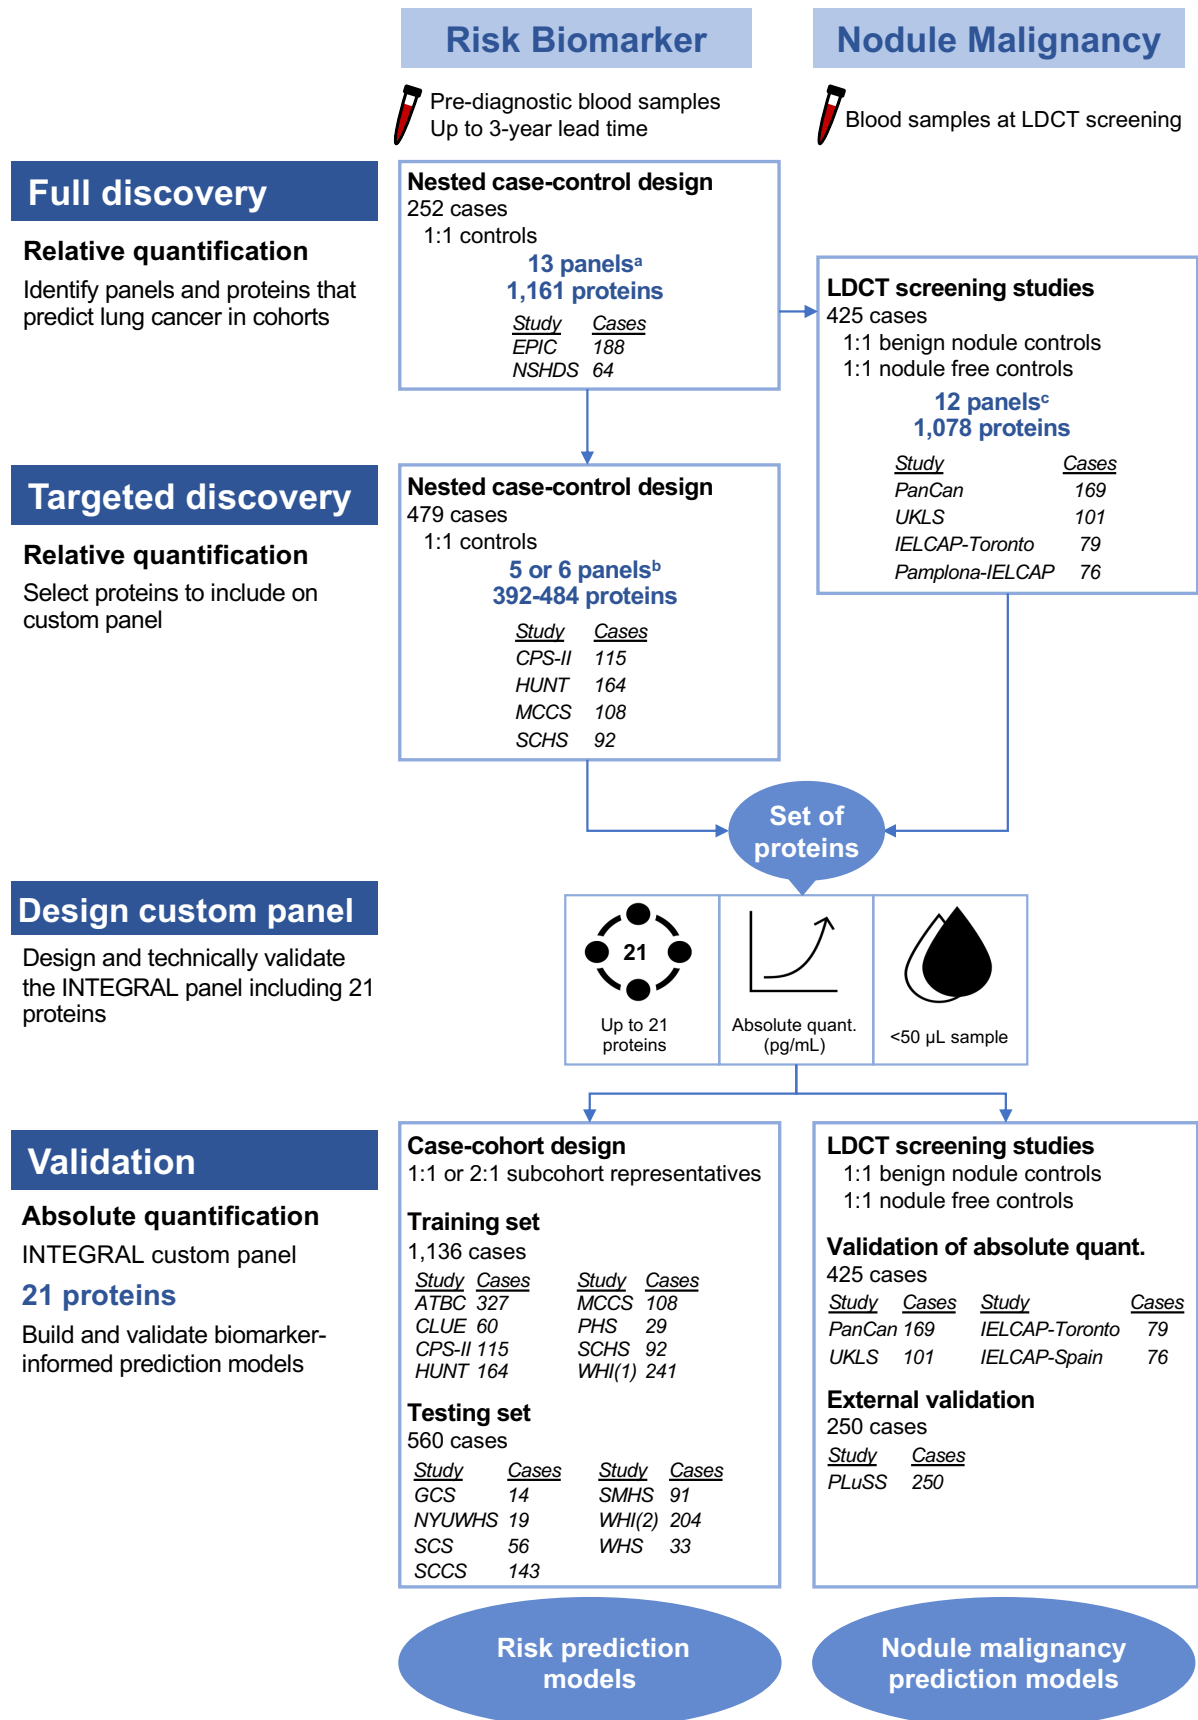 Risk Biomarker
Nodule Malignancy
Pre-diagnostic blood samples
Up to 3-year lead time
Blood samples at LDCT screening
Full discovery
Relative quantification
Identify panels and proteins that
predict lung cancer in cohorts
Nested case-control design
252 cases
1:1 controls
13 panelsᵃ
1,161 proteins
Study Cases
EPIC 188
NSHDS 64
LDCT screening studies
425 cases
1:1 benign nodule controls
1:1 nodule free controls
12 panelsᶜ
1,078 proteins
Study Cases
PanCan 169
UKLS 101
IELCAP-Toronto 79
Pamplona-IELCAP 76
Targeted discovery
Relative quantification
Select proteins to include on
custom panel
Nested case-control design
479 cases
1:1 controls
5 or 6 panelsᵇ
392-484 proteins
Study Cases
CPS-II 115
HUNT 164
MCCS 108
SCHS 92
Set of
proteins
Design custom panel
Design and technically validate
the INTEGRAL panel including 21
proteins
21
Up to 21
proteins
Absolute quant.
(pg/mL)
<50 µL sample
Validation
Absolute quantification
INTEGRAL custom panel
21 proteins
Build and validate biomarker-
informed prediction models
Case-cohort design
1:1 or 2:1 subcohort representatives
Training set
1,136 cases
Study Cases Study Cases
ATBC 327 MCCS 108
CLUE 60 PHS 29
CPS-II 115 SCHS 92
HUNT 164 WHI(1) 241
Testing set
560 cases
Study Cases Study Cases
GCS 14 SMHS 91
NYUWHS 19 WHI(2) 204
SCS 56 WHS 33
SCCS 143
LDCT screening studies
1:1 benign nodule controls
1:1 nodule free controls
Validation of absolute quant.
425 cases
Study Cases Study Cases
PanCan 169 IELCAP-Toronto 79
UKLS 101 IELCAP-Spain 76
External validation
250 cases
Study Cases
PLuSS 250
Risk prediction
models
Nodule malignancy
prediction models